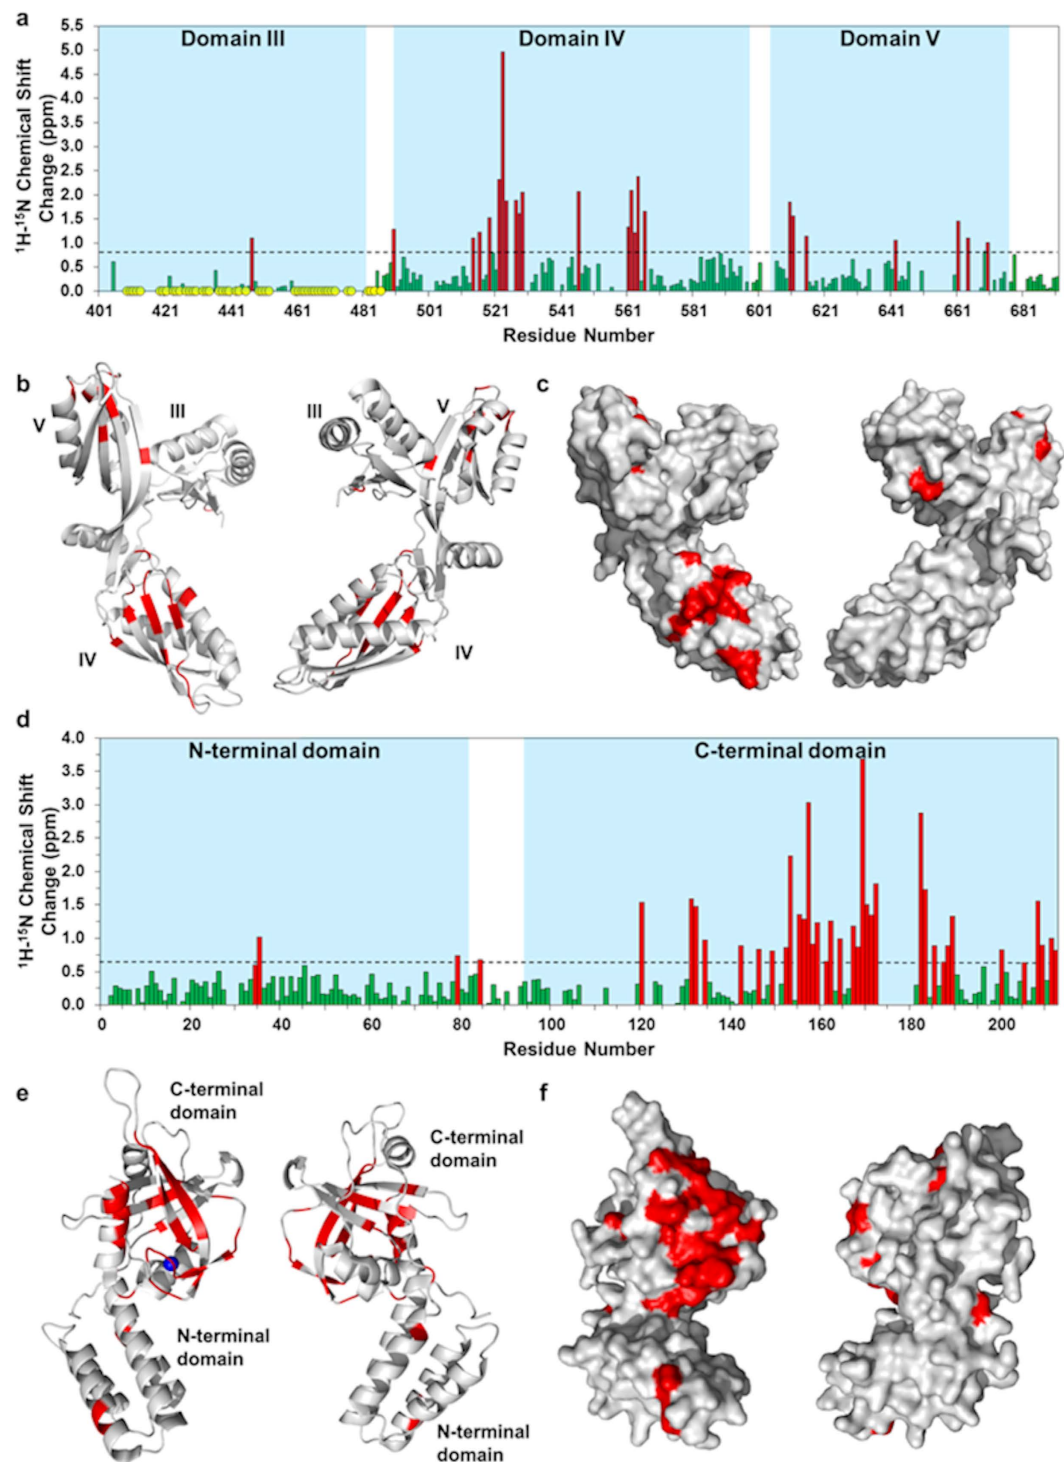 a
5.5
5.0
4.5
4.0
3.5
3.0
2.5
2.0
1.5
1.0
0.5
0.0
¹H-¹⁵N Chemical Shift
Change (ppm)
Domain III Domain IV Domain V
401 421 441 461 481 501 521 541 561 581 601 621 641 661 681
Residue Number
b
V
III
IV
III
V
IV
c
d
4.0
3.5
3.0
2.5
2.0
1.5
1.0
0.5
0.0
¹H-¹⁵N Chemical Shift
Change (ppm)
N-terminal domain C-terminal domain
0 20 40 60 80 100 120 140 160 180 200
Residue Number
e
C-terminal
domain
N-terminal
domain
C-terminal
domain
N-terminal
domain
f